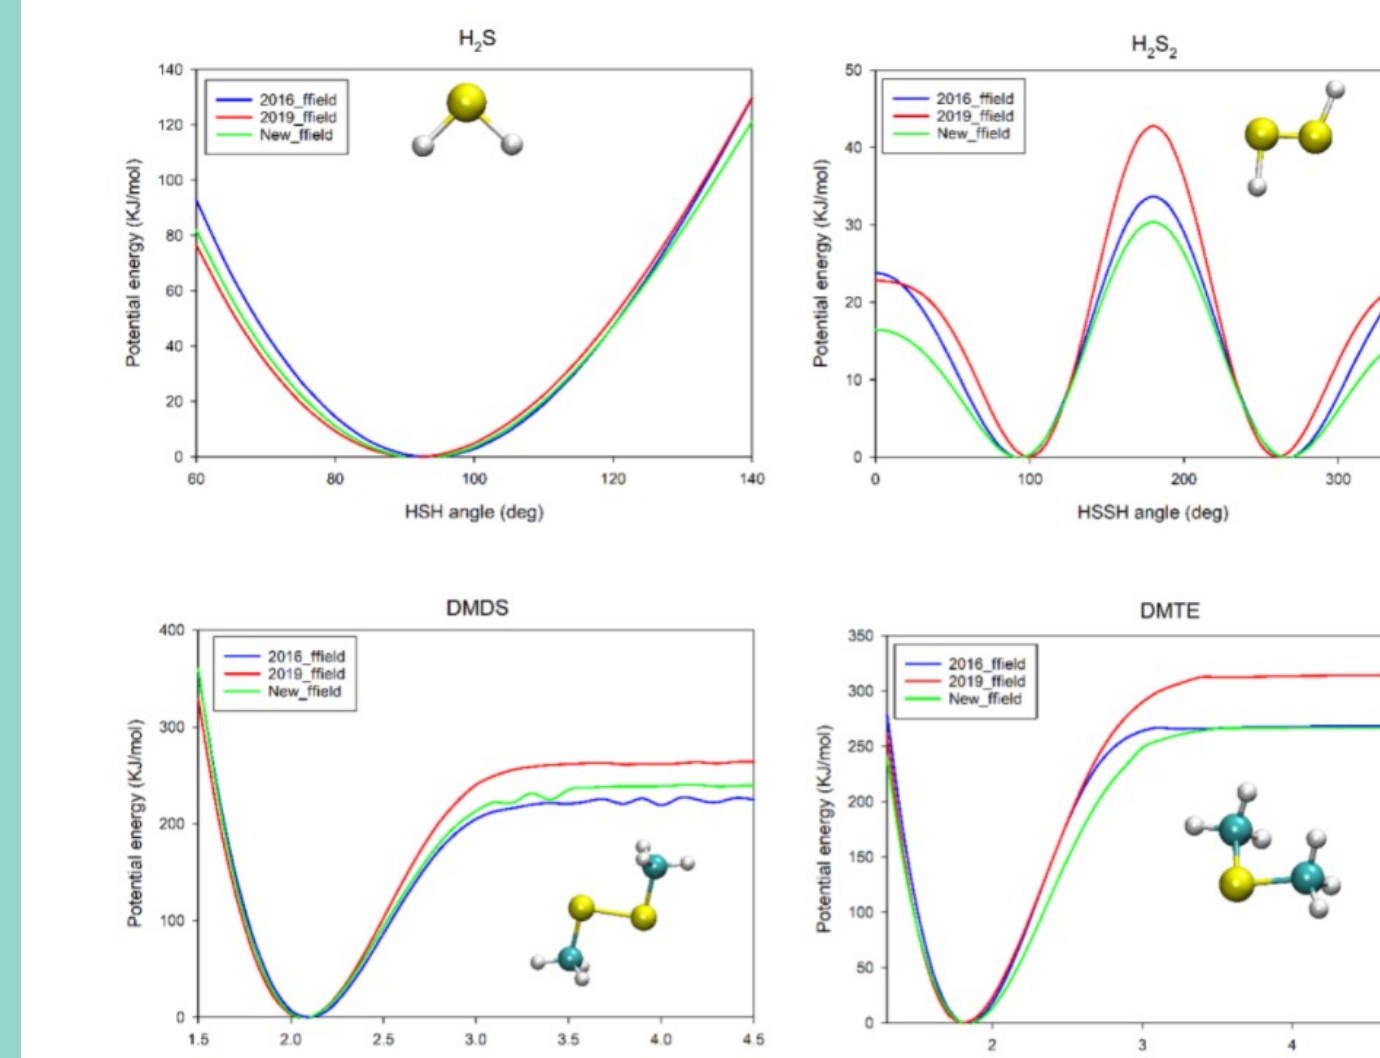 H₂S
140
120
100
80
60
40
20
0
2016_ffield
2019_ffield
New_ffield
Potential energy (KJ/mol)
60 80 100 120 140
HSH angle (deg)
H₂S₂
50
40
30
20
10
0
2016_ffield
2019_ffield
New_ffield
Potential energy (KJ/mol)
0 100 200 300
HSSH angle (deg)
DMDS
400
300
200
100
0
2016_ffield
2019_ffield
New_ffield
Potential energy (KJ/mol)
1.5 2.0 2.5 3.0 3.5 4.0 4.5
DMTE
350
300
250
200
150
100
50
0
2016_ffield
2019_ffield
New_ffield
Potential energy (KJ/mol)
2 3 4